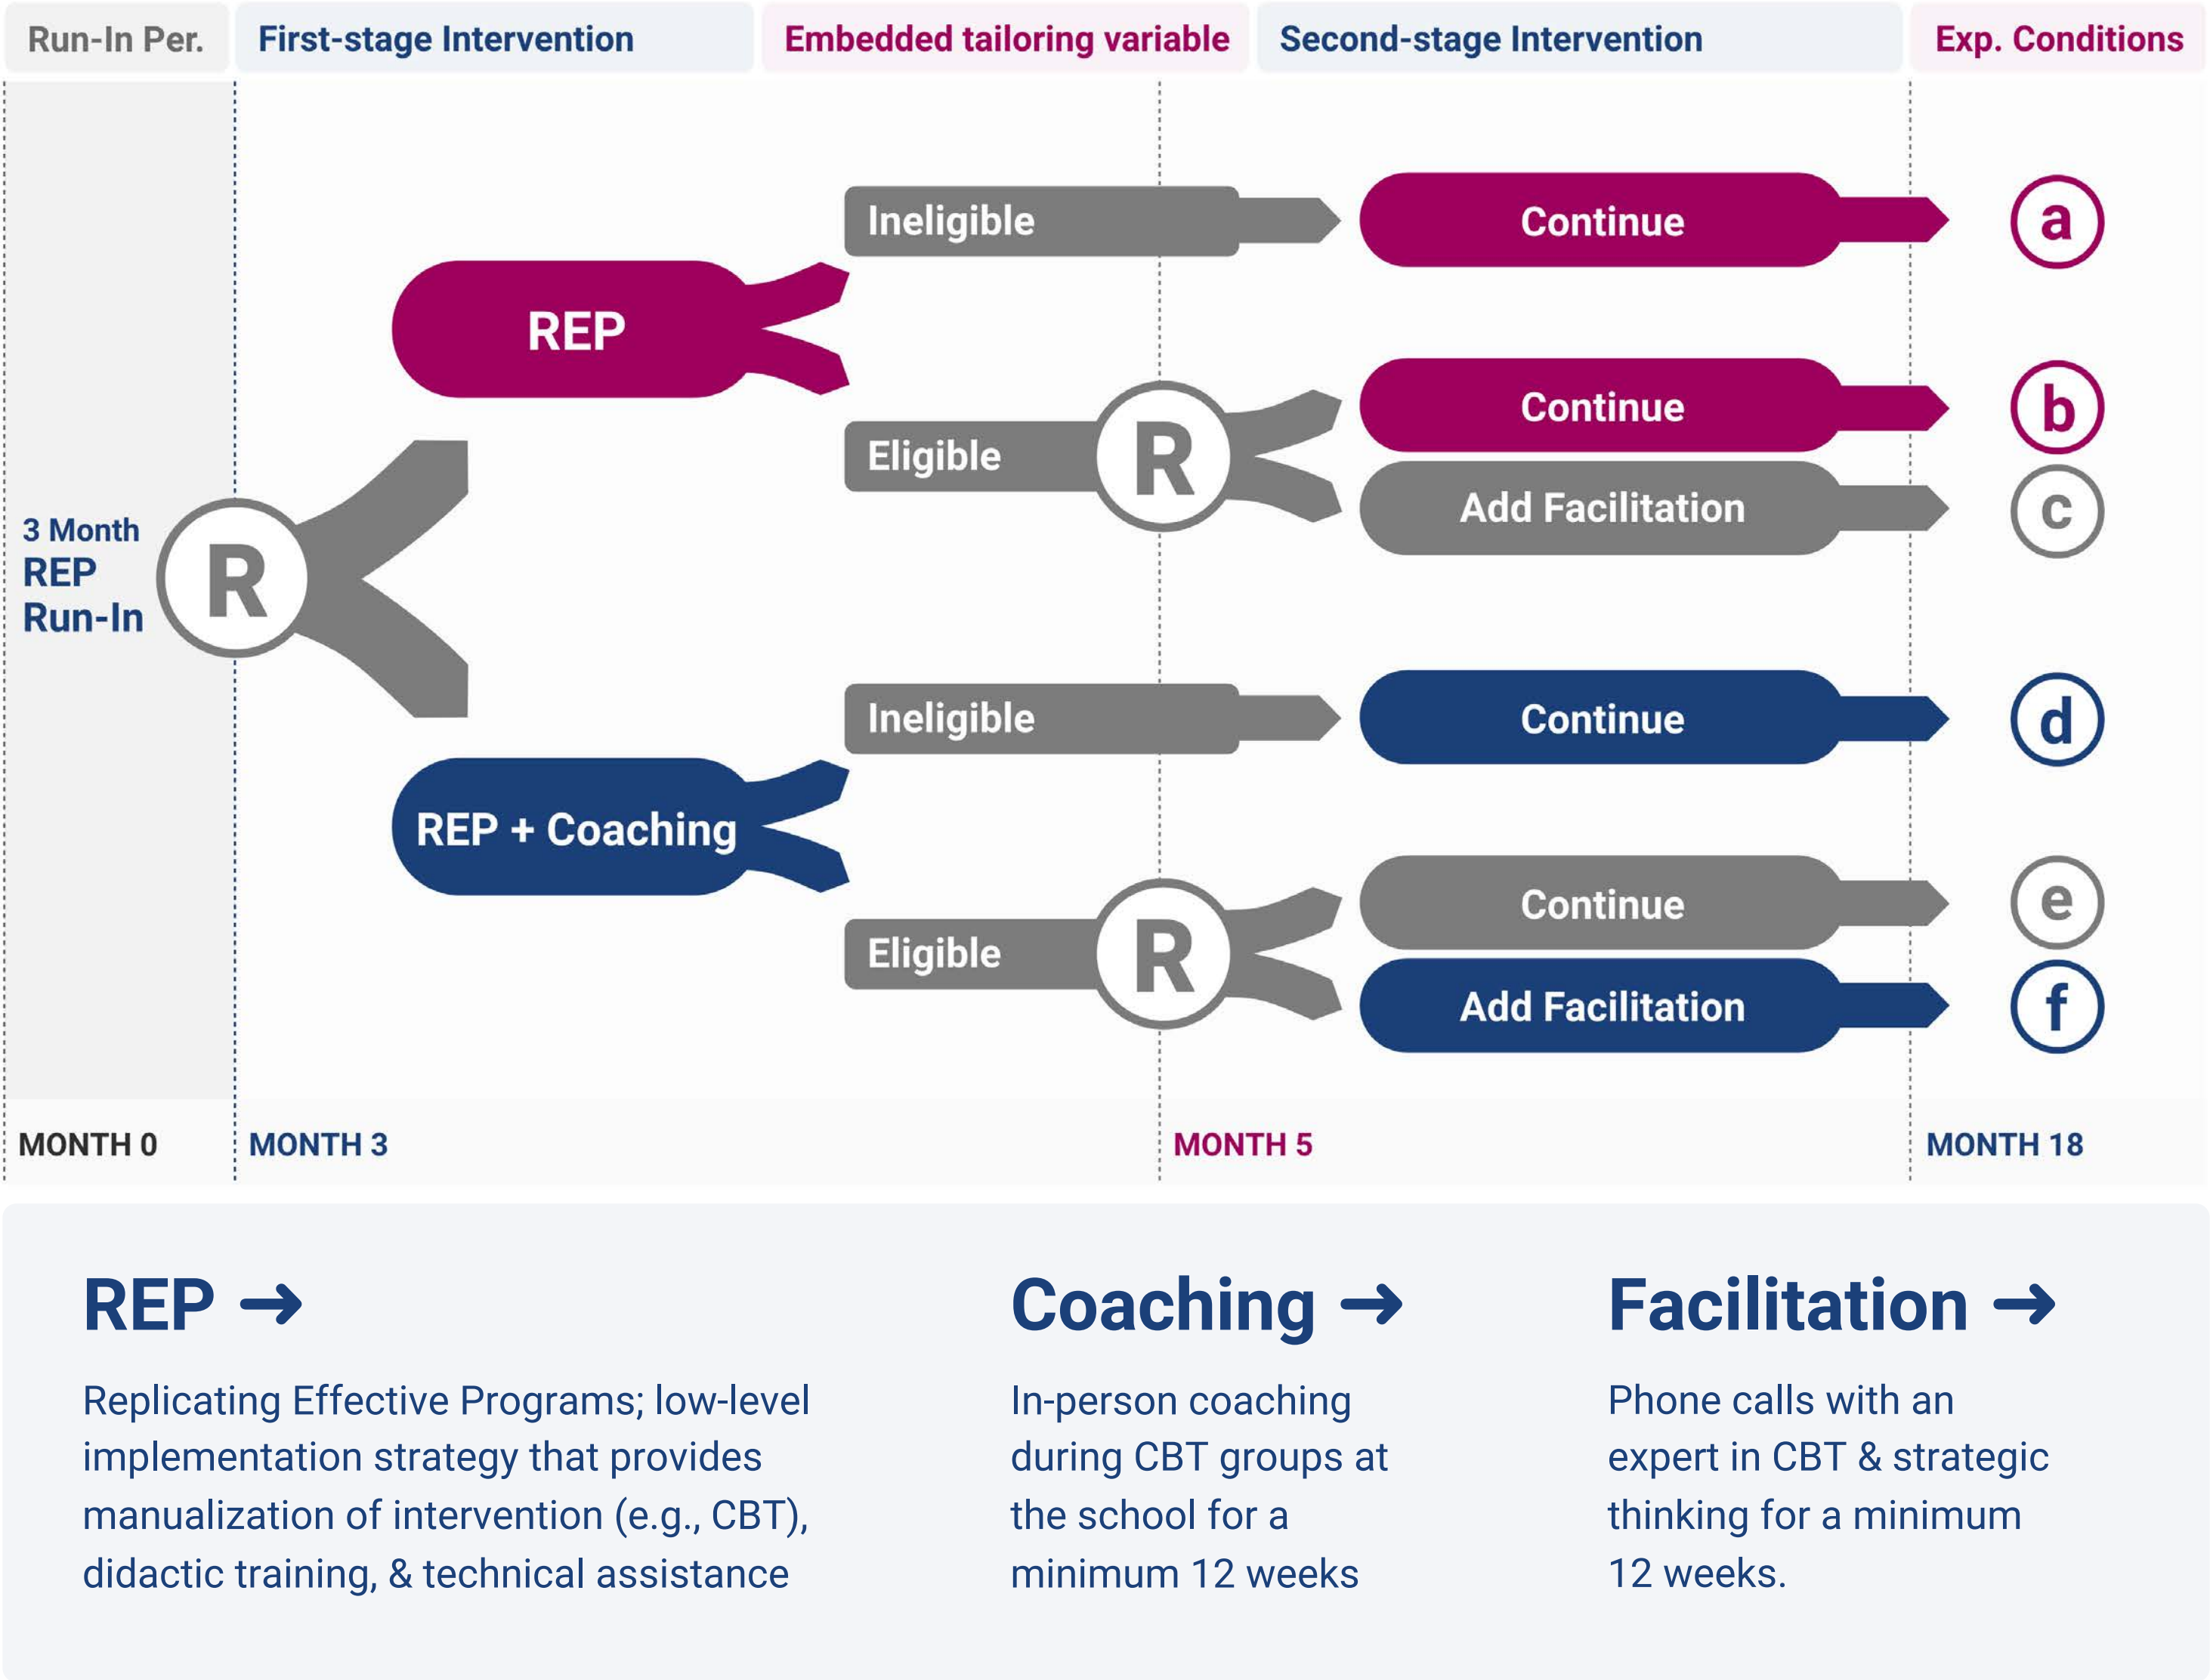 Run-In Per.
First-stage Intervention
Embedded tailoring variable
Second-stage Intervention
Exp. Conditions
3 Month
REP
Run-In
R
REP
Ineligible
Continue
a
Eligible
R
Continue
b
Add Facilitation
c
REP + Coaching
Ineligible
Continue
d
Eligible
R
Continue
e
Add Facilitation
f
MONTH 0
MONTH 3
MONTH 5
MONTH 18
REP →
Replicating Effective Programs; low-level
implementation strategy that provides
manualization of intervention (e.g., CBT),
didactic training, & technical assistance
Coaching →
In-person coaching
during CBT groups at
the school for a
minimum 12 weeks
Facilitation →
Phone calls with an
expert in CBT & strategic
thinking for a minimum
12 weeks.